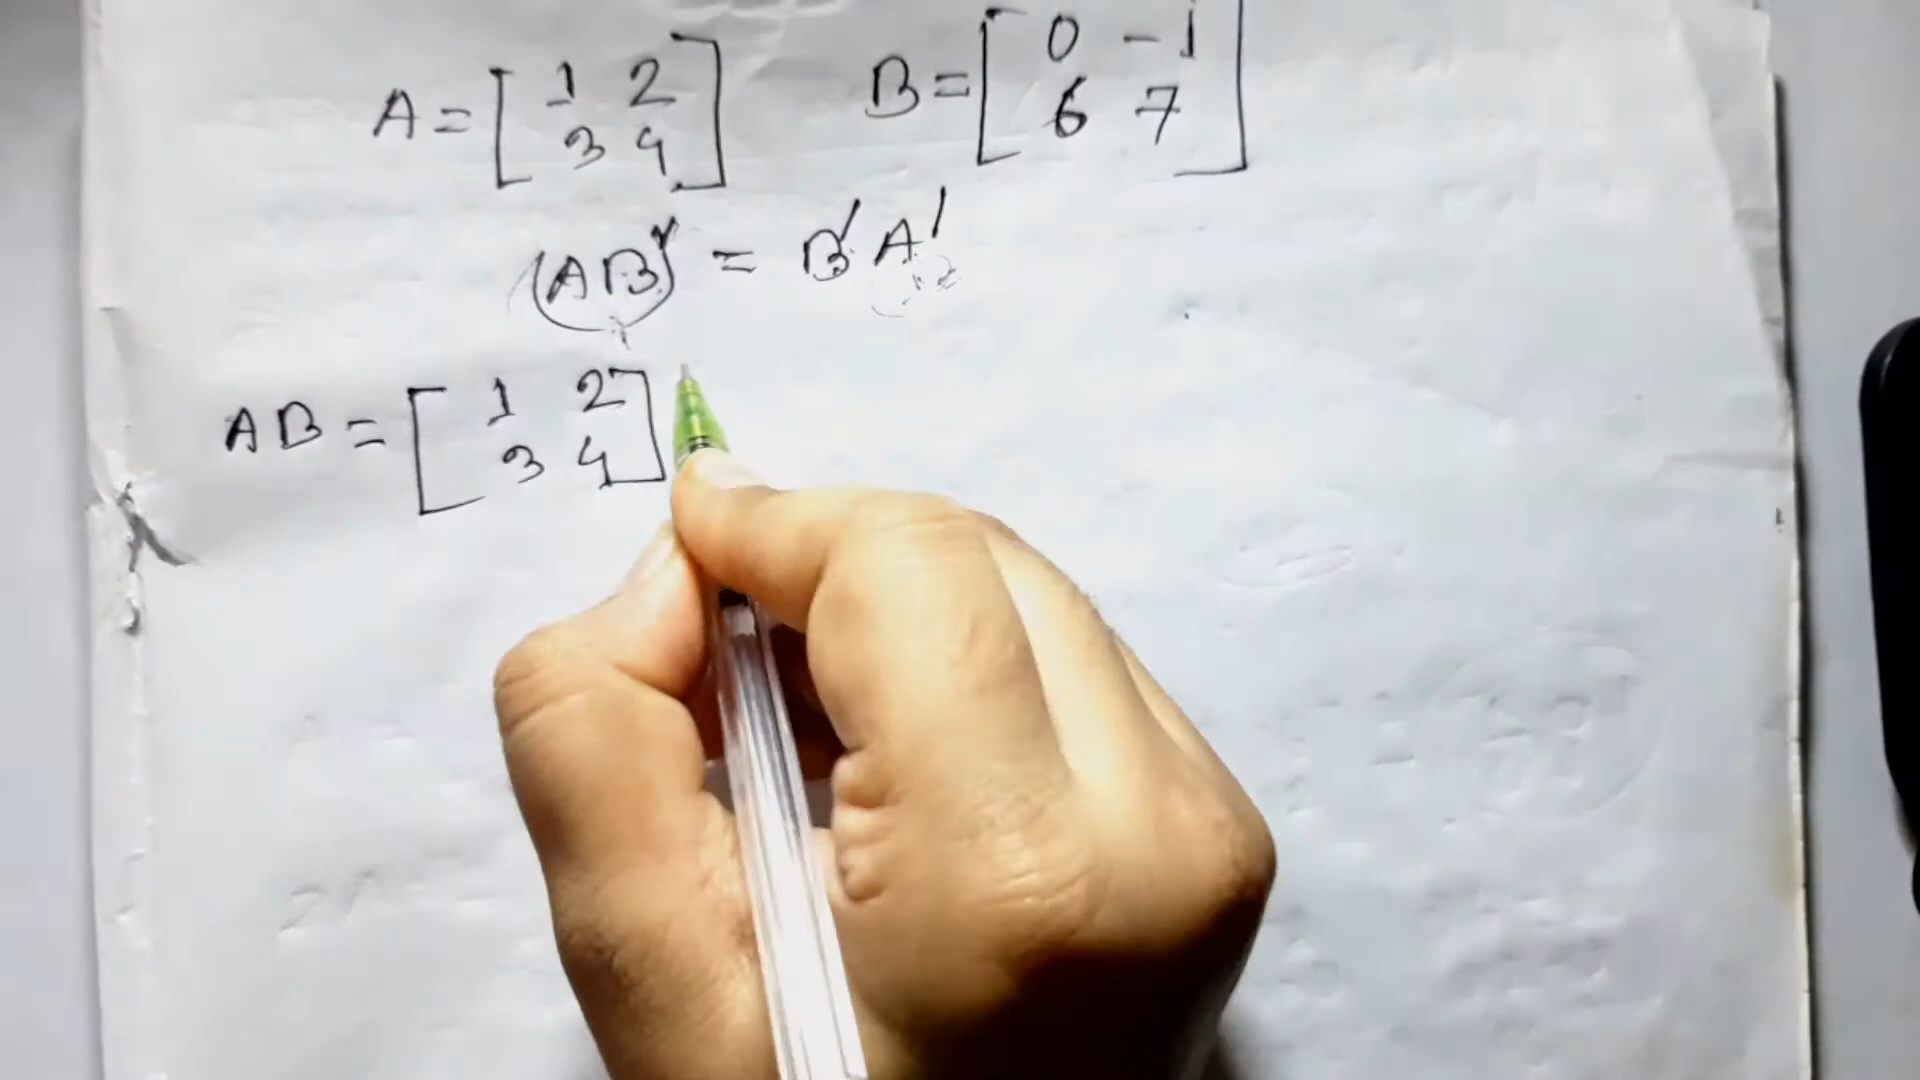 A = [ 1 2 B = [ 0 -1
3 4 ] 6 7 ]
(AB)' = B'A'
AB = [ 1 2
3 4 ]